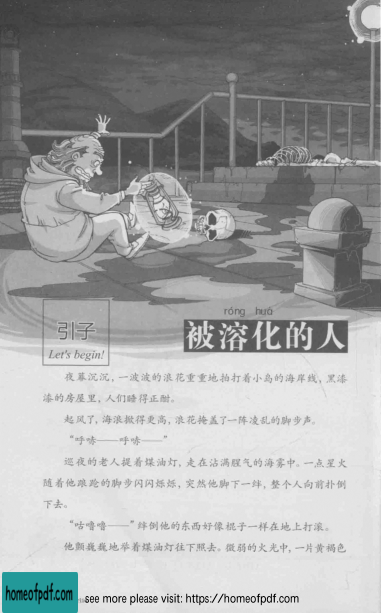 引子
Let's begin!
róng huà
被溶化的人
夜幕沉沉，一波波的浪花重重地拍打着小岛的海岸线，黑漆
漆的房屋里，人们睡得正酣。
起风了，海浪掀得更高，浪花掩盖了一阵凌乱的脚步声。
“呼哧——呼哧——”
巡夜的老人提着煤油灯，走在沾满腥气的海雾中。一点星火
随着他踉跄的脚步闪闪烁烁，突然他脚下一绊，整个人向前扑倒
下去。
“咕噜噜——”绊倒他的东西好像棍子一样在地上打滚。
他颤巍巍地举着煤油灯往下照去。微弱的火光中，一片黄褐色
homeofpdf.com
see more please visit: https://homeofpdf.com